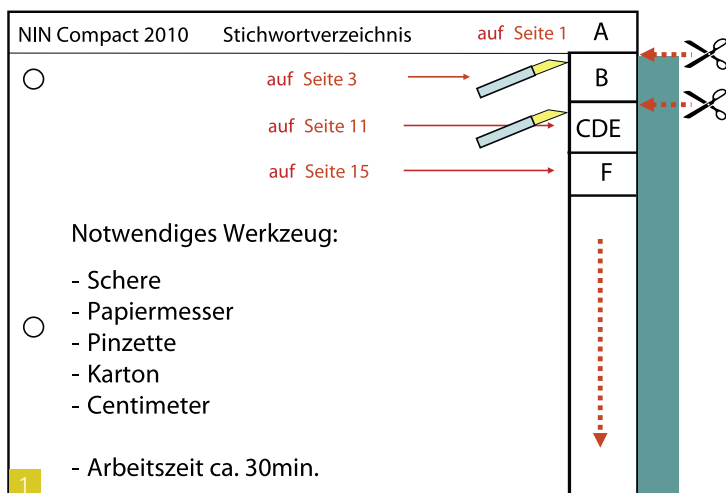 NIN Compact 2010 Stichwortverzeichnis auf Seite 1 A
auf Seite 3 B
auf Seite 11 CDE
auf Seite 15 F
Notwendiges Werkzeug:
- Schere
- Papiermesser
- Pinzette
- Karton
- Centimeter
- Arbeitszeit ca. 30min.
1